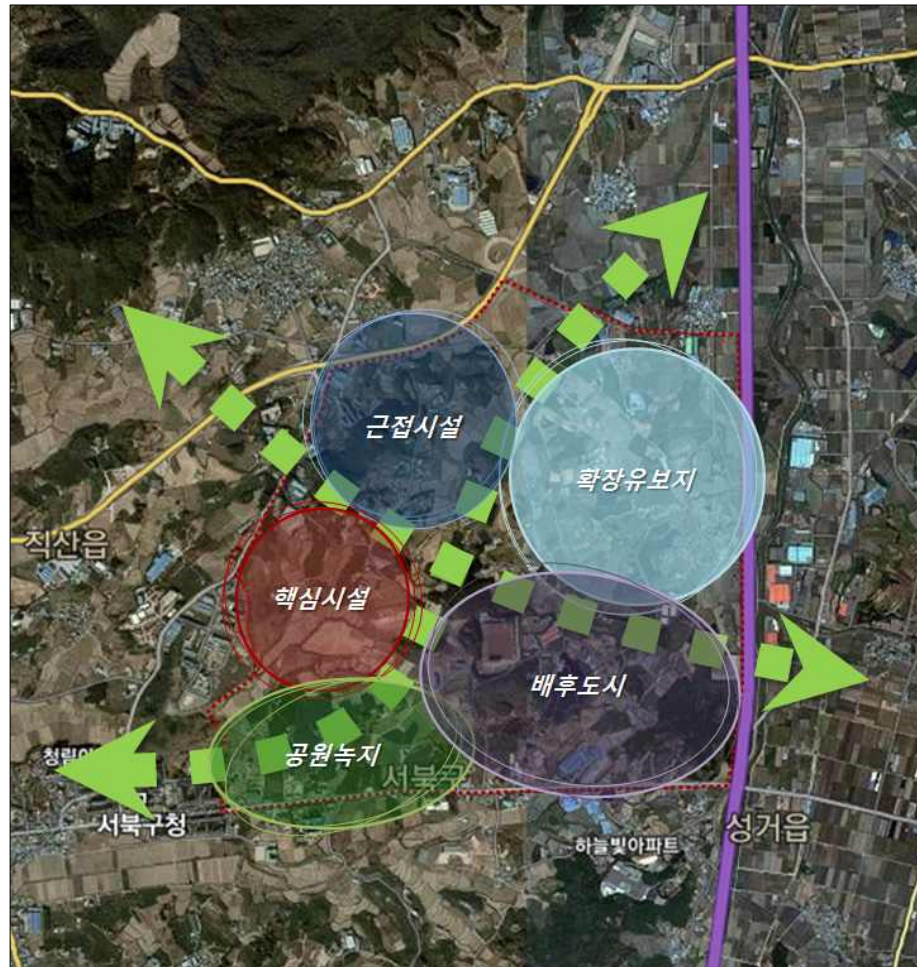 근접시설
확장유보지
직산읍
핵심시설
배후도시
공원녹지
서북구
서북구청
하늘빛아파트
성거읍